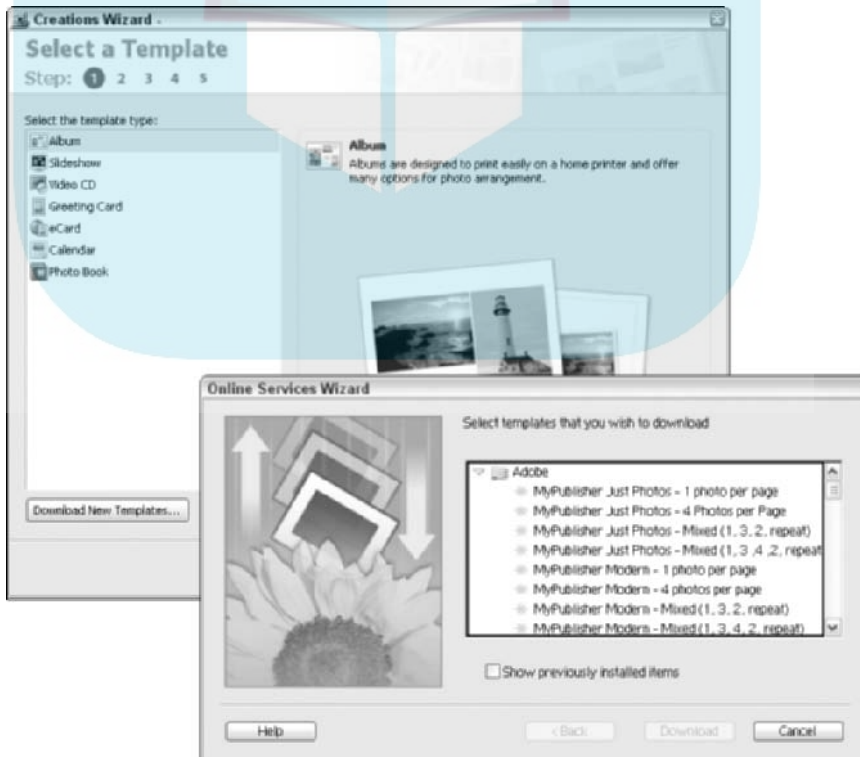 Creations Wizard -
Select a Template
Step: 1 2 3 4 5
Select the template type:
Album
Slideshow
Video CD
Greeting Card
eCard
Calendar
Photo Book
Album
Albums are designed to print easily on a home printer and offer
many options for photo arrangement.
Download New Templates...
Online Services Wizard
Select templates that you wish to download
Adobe
MyPublisher Just Photos - 1 photo per page
MyPublisher Just Photos - 4 Photos per Page
MyPublisher Just Photos - Mixed (1, 3, 2, repeat)
MyPublisher Just Photos - Mixed (1, 3 ,4 ,2, repeat
MyPublisher Modern - 1 photo per page
MyPublisher Modern - 4 photos per page
MyPublisher Modern - Mixed (1, 3, 2, repeat)
MyPublisher Modern - Mixed (1, 3, 4, 2, repeat)
Show previously installed items
Help
< Back
Download
Cancel